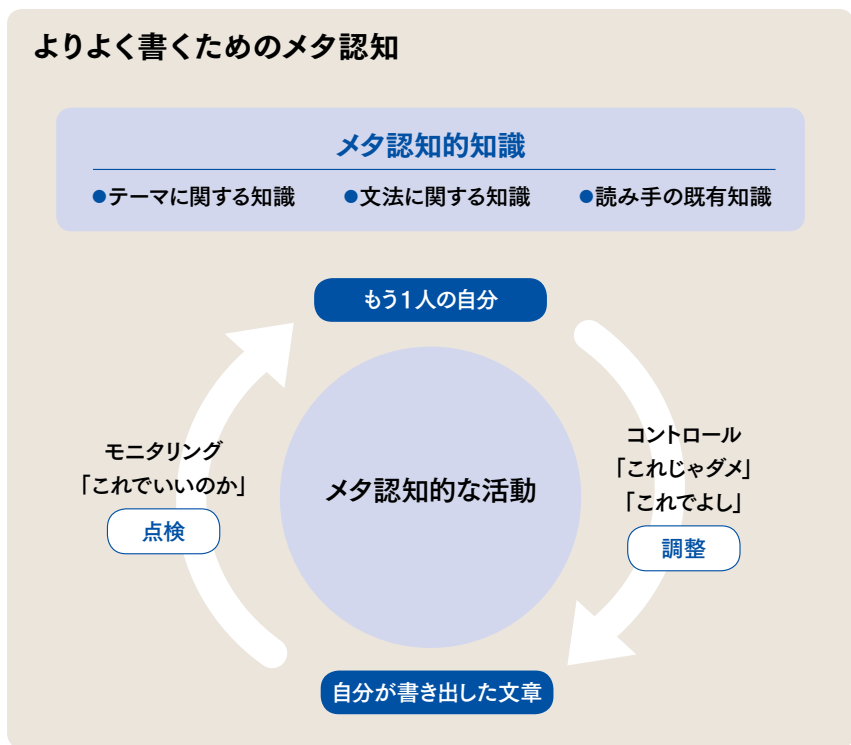 よりよく書くためのメタ認知
メタ認知的知識
●テーマに関する知識 ●文法に関する知識 ●読み手の既有知識
もう1人の自分
モニタリング
「これでいいのか」
点検
メタ認知的な活動
コントロール
「これじゃダメ」
「これでよし」
調整
自分が書き出した文章